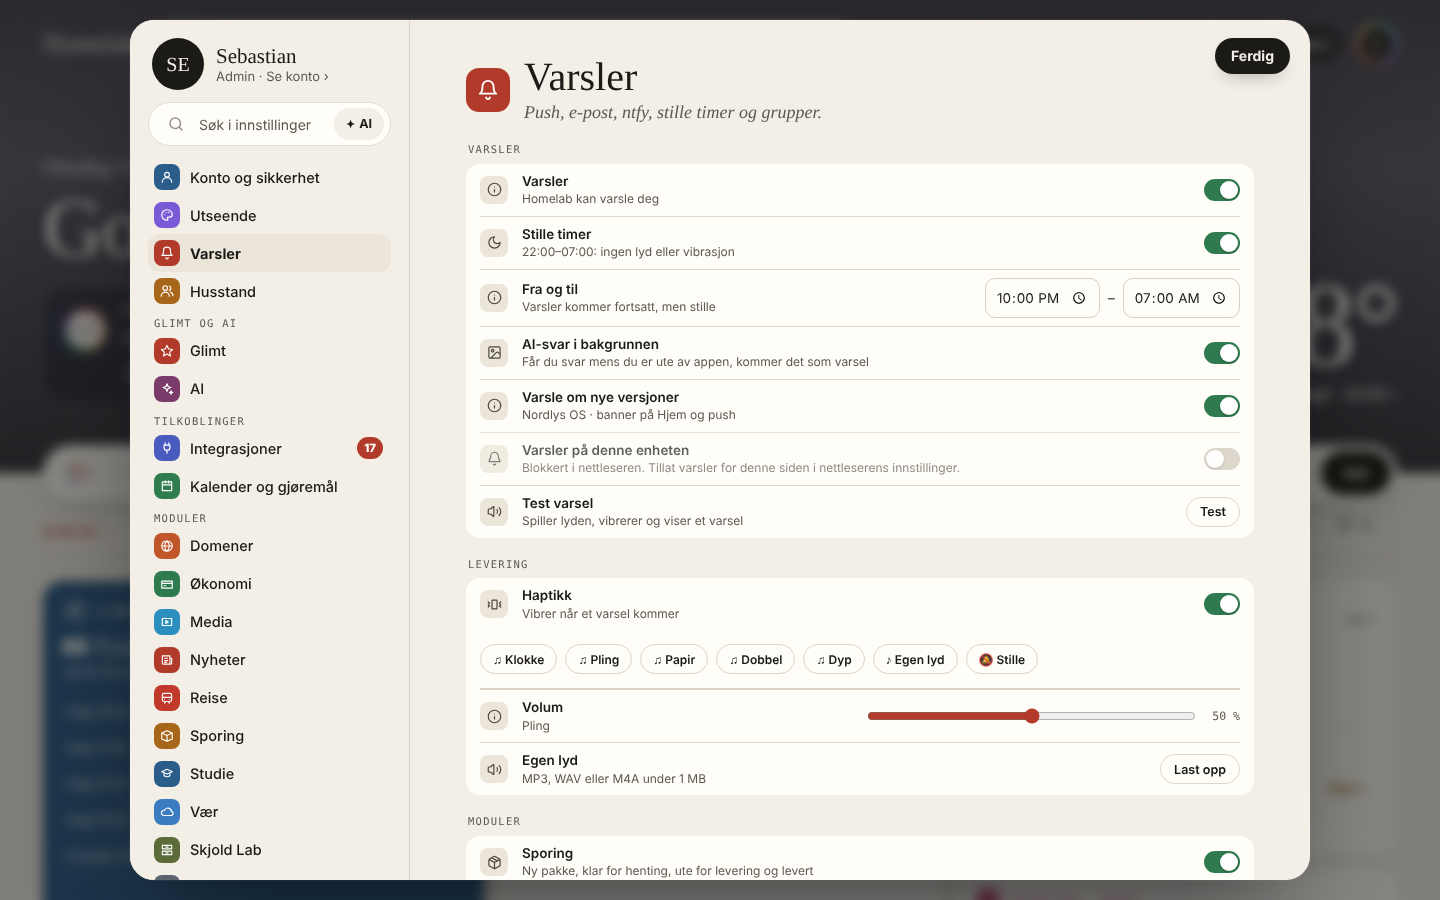 SE
Sebastian
Admin · Se konto ›
Søk i innstillinger
✦ AI
Konto og sikkerhet
Utseende
Varsler
Husstand
GLIMT OG AI
Glimt
AI
TILKOBLINGER
Integrasjoner
17
Kalender og gjøremål
MODULER
Domener
Økonomi
Media
Nyheter
Reise
Sporing
Studie
Vær
Skjold Lab
Ferdig
Varsler
Push, e-post, ntfy, stille timer og grupper.
VARSLER
Varsler
Homelab kan varsle deg
Stille timer
22:00–07:00: ingen lyd eller vibrasjon
Fra og til
Varsler kommer fortsatt, men stille
10:00 PM – 07:00 AM
AI-svar i bakgrunnen
Får du svar mens du er ute av appen, kommer det som varsel
Varsle om nye versjoner
Nordlys OS · banner på Hjem og push
Varsler på denne enheten
Blokkert i nettleseren. Tillat varsler for denne siden i nettleserens innstillinger.
Test varsel
Spiller lyden, vibrerer og viser et varsel
Test
LEVERING
Haptikk
Vibrer når et varsel kommer
♫ Klokke ♫ Pling ♫ Papir ♫ Dobbel ♫ Dyp ♪ Egen lyd 🔕 Stille
Volum
Pling
50 %
Egen lyd
MP3, WAV eller M4A under 1 MB
Last opp
MODULER
Sporing
Ny pakke, klar for henting, ute for levering og levert
8°